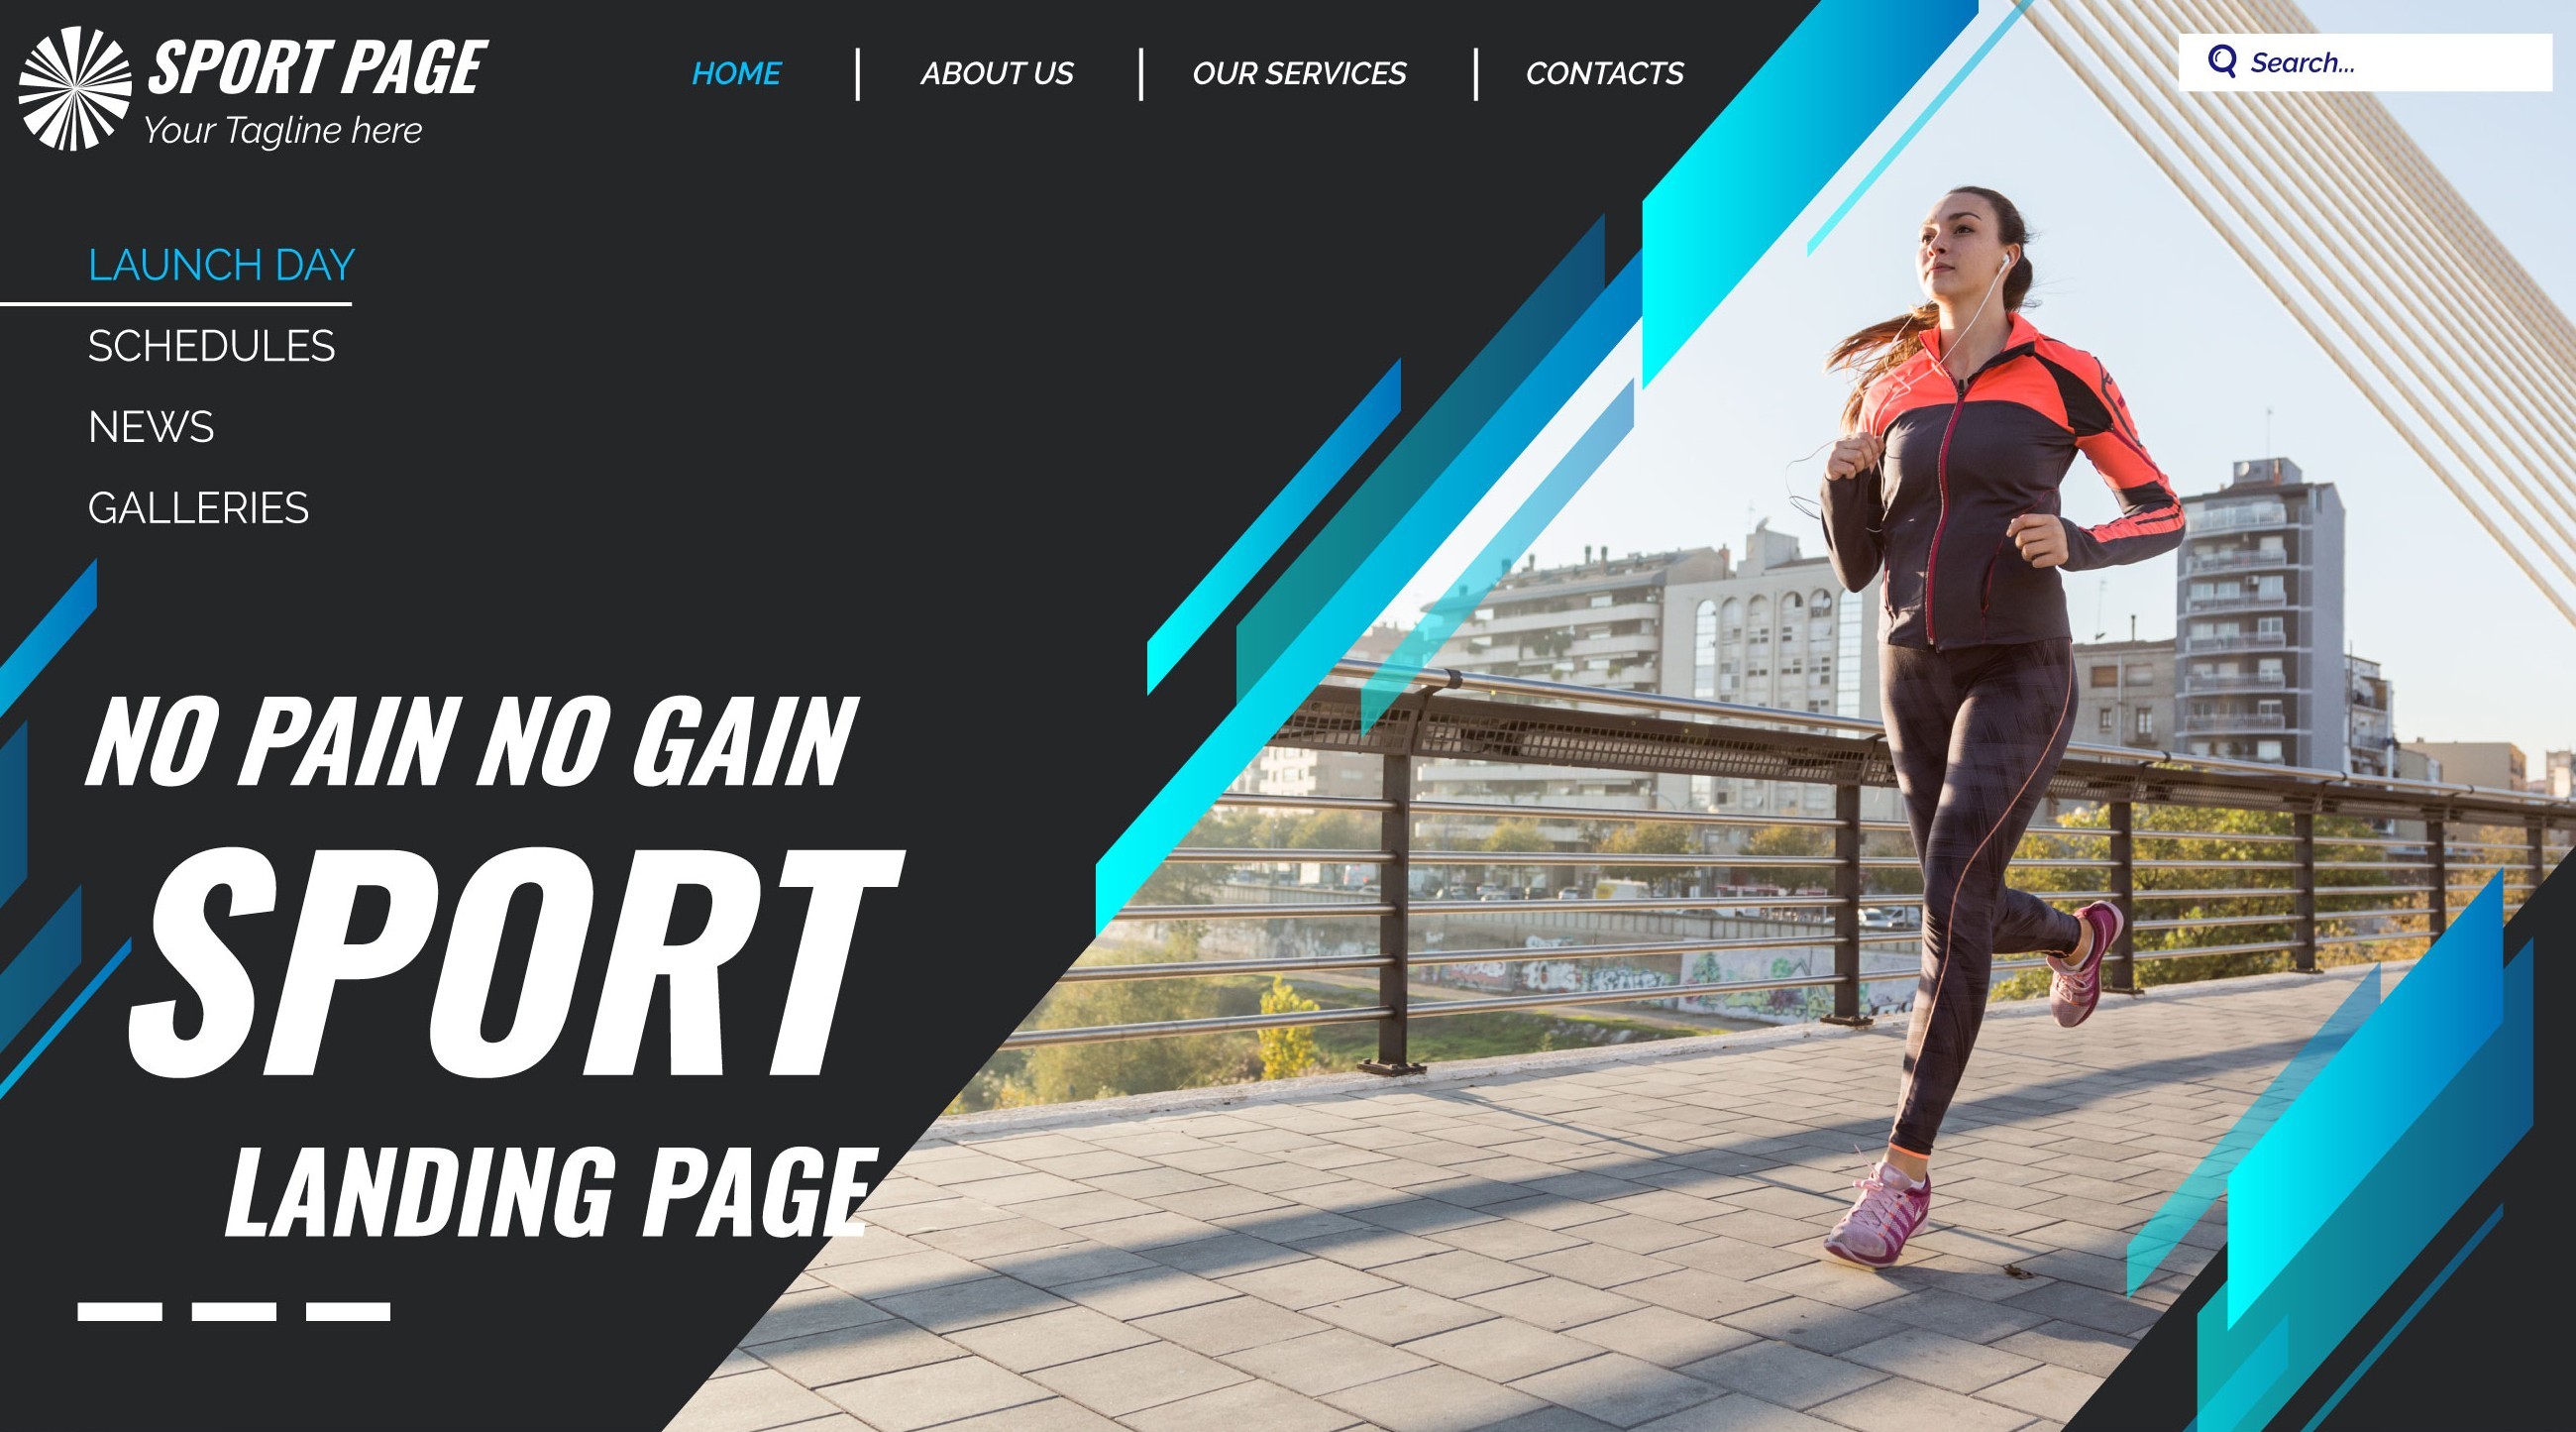 SPORT PAGE
Your Tagline here
HOME
ABOUT US
OUR SERVICES
CONTACTS
Search...
LAUNCH DAY
SCHEDULES
NEWS
GALLERIES
NO PAIN NO GAIN
SPORT
LANDING PAGE